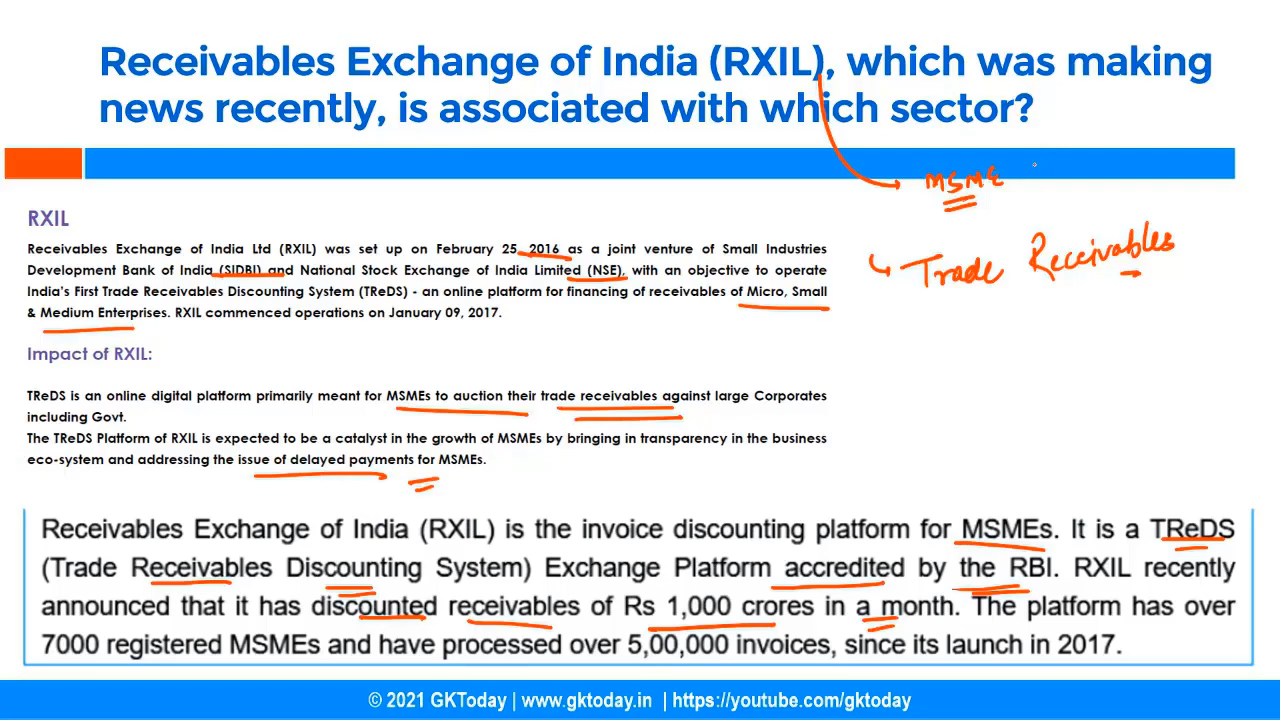 Receivables Exchange of India (RXIL), which was making
news recently, is associated with which sector?
MSME
Trade Receivables
RXIL
Receivables Exchange of India Ltd (RXIL) was set up on February 25, 2016 as a joint venture of Small Industries
Development Bank of India (SIDBI) and National Stock Exchange of India Limited (NSE), with an objective to operate
India's First Trade Receivables Discounting System (TReDS) - an online platform for financing of receivables of Micro, Small
& Medium Enterprises. RXIL commenced operations on January 09, 2017.
Impact of RXIL:
TReDS is an online digital platform primarily meant for MSMEs to auction their trade receivables against large Corporates
including Govt.
The TReDS Platform of RXIL is expected to be a catalyst in the growth of MSMEs by bringing in transparency in the business
eco-system and addressing the issue of delayed payments for MSMEs.
Receivables Exchange of India (RXIL) is the invoice discounting platform for MSMEs. It is a TReDS
(Trade Receivables Discounting System) Exchange Platform accredited by the RBI. RXIL recently
announced that it has discounted receivables of Rs 1,000 crores in a month. The platform has over
7000 registered MSMEs and have processed over 5,00,000 invoices, since its launch in 2017.
© 2021 GKToday | www.gktoday.in | https://youtube.com/gktoday